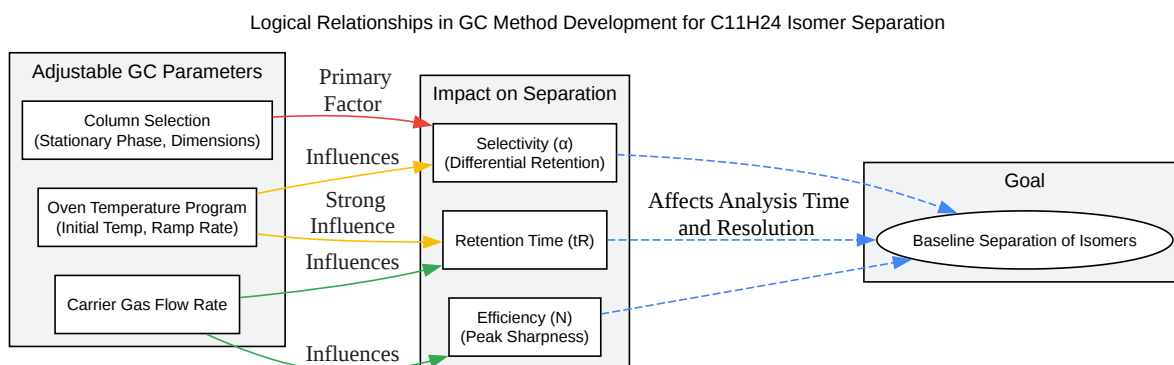 Logical Relationships in GC Method Development for C11H24 Isomer Separation
Adjustable GC Parameters
Column Selection
(Stationary Phase, Dimensions)
Oven Temperature Program
(Initial Temp, Ramp Rate)
Carrier Gas Flow Rate
Primary
Factor
Influences
Strong
Influence
Influences
Influences
Impact on Separation
Selectivity (α)
(Differential Retention)
Retention Time (tR)
Efficiency (N)
(Peak Sharpness)
Affects Analysis Time
and Resolution
Goal
Baseline Separation of Isomers